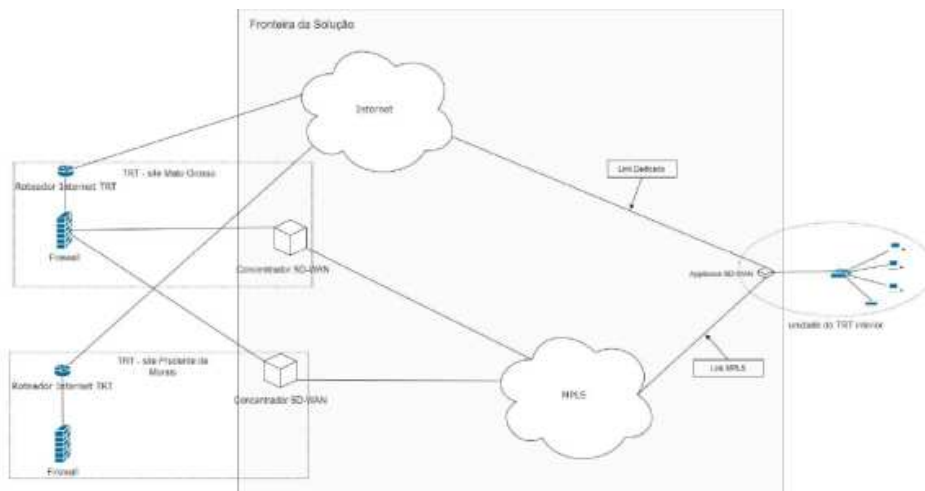 Fronteira da Solução
Internet
TRT - site Mato Grosso
Roteador Internet TRT
Firewall
Concentrador SD-WAN
Link Dedicado
Appliance SD-WAN
unidade do TRT interior
Link MPLS
TRT - site Prudente de
Morais
Roteador Internet TRT
Concentrador SD-WAN
MPLS
Firewall